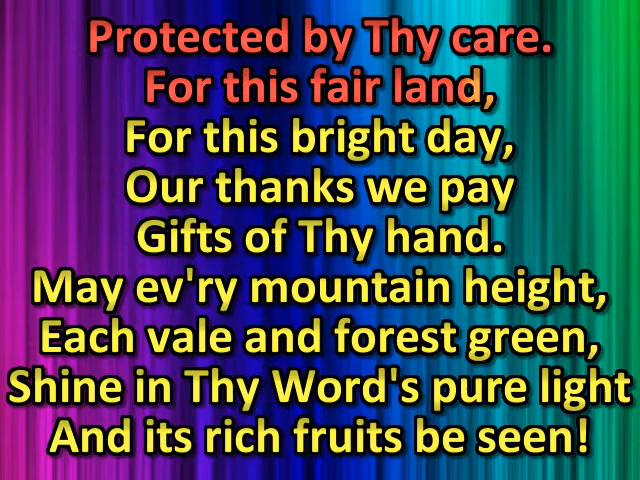 Protected by Thy care.
For this fair land,
For this bright day,
Our thanks we pay
Gifts of Thy hand.
May ev'ry mountain height,
Each vale and forest green,
Shine in Thy Word's pure light
And its rich fruits be seen!